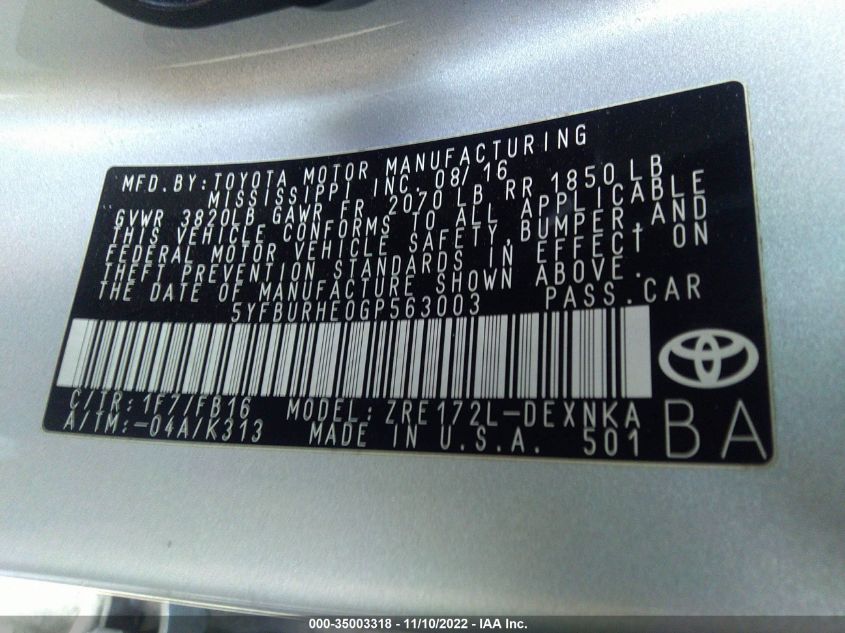 MFD.BY:TOYOTA MOTOR MANUFACTURING
MISSISSIPPI INC. 08/16
GVWR 3820LB GAWR FR 2070 LB RR 1850 LB
THIS VEHICLE CONFORMS TO ALL APPLICABLE
FEDERAL MOTOR VEHICLE SAFETY, BUMPER, AND
THEFT PREVENTION STANDARDS IN EFFECT ON
THE DATE OF MANUFACTURE SHOWN ABOVE.
5YFBURHE0GP563003 PASS.CAR
C/TR:1F7/FB16 MODEL:ZRE172L-DEXNKA
A/TM:-04A/K313 MADE IN U.S.A. 501
BA
000-35003318 - 11/10/2022 - IAA Inc.